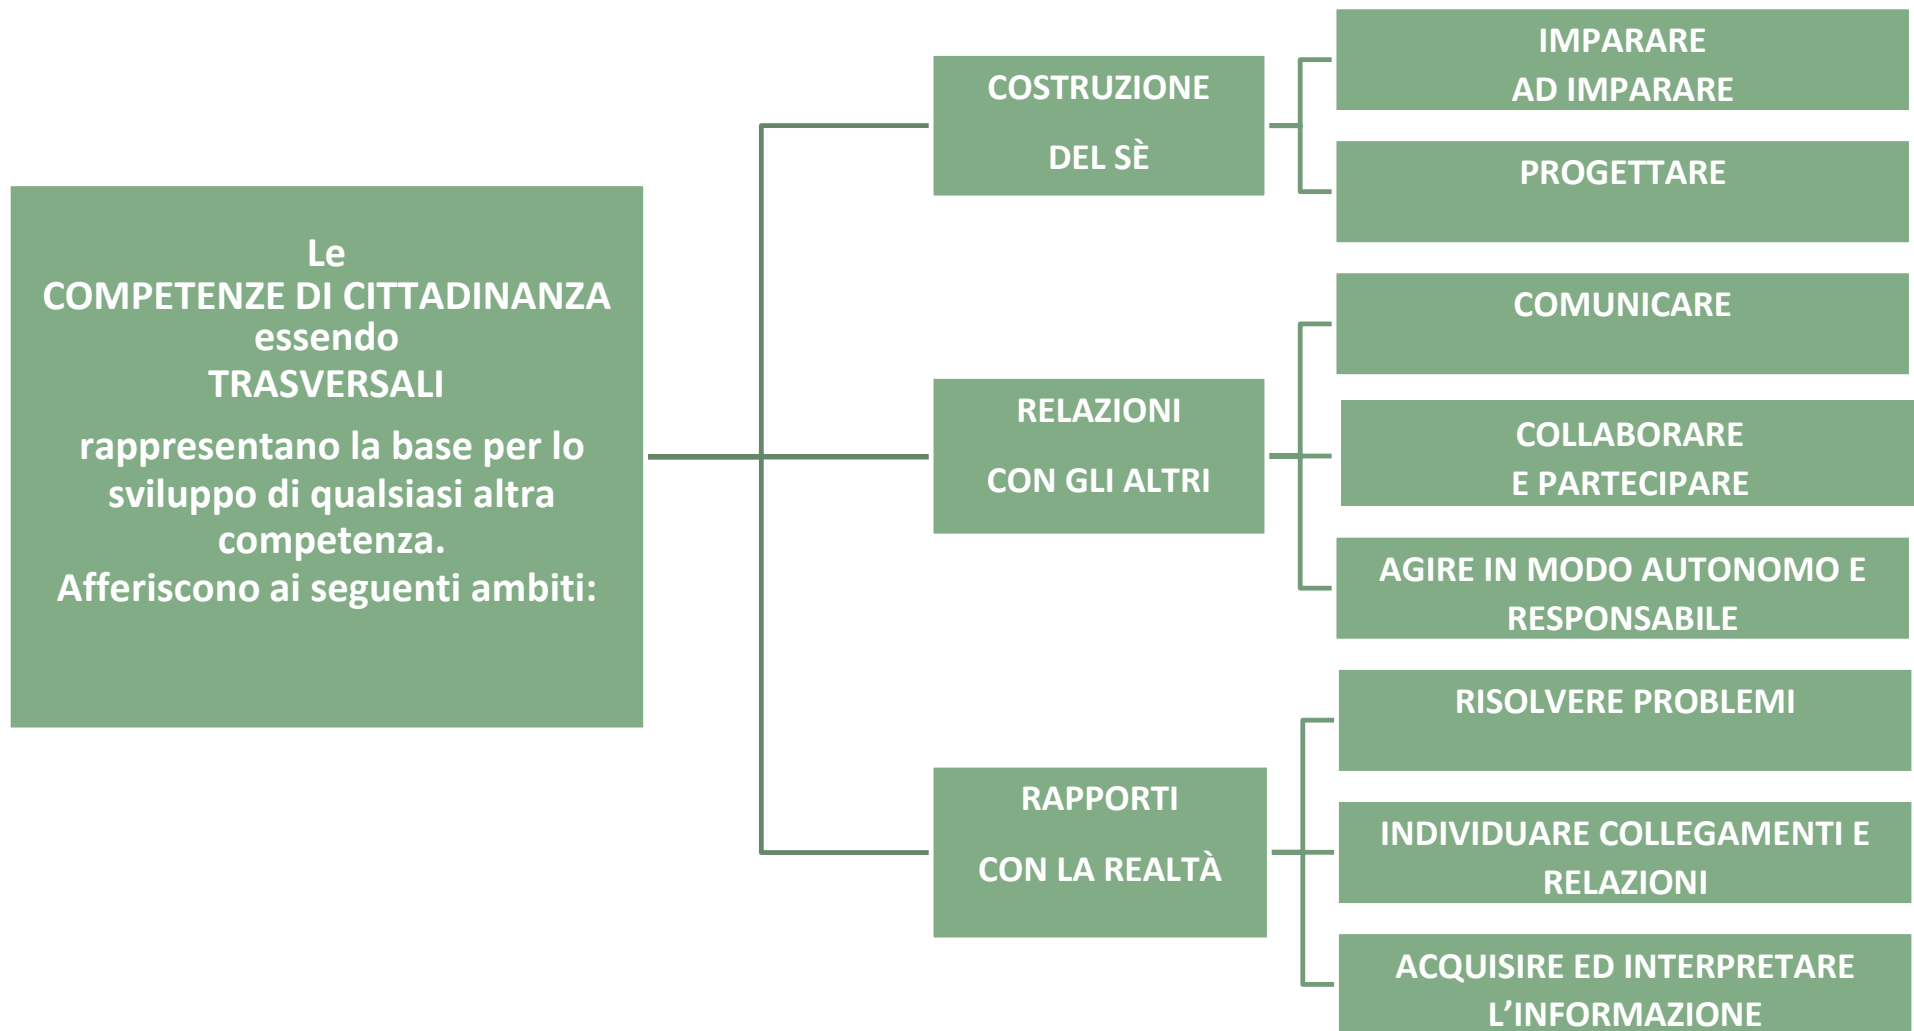 Le
COMPETENZE DI CITTADINANZA
essendo
TRASVERSALI
rappresentano la base per lo
sviluppo di qualsiasi altra
competenza.
Afferiscono ai seguenti ambiti:
COSTRUZIONE
DEL SÈ
IMPARARE
AD IMPARARE
PROGETTARE
RELAZIONI
CON GLI ALTRI
COMUNICARE
COLLABORARE
E PARTECIPARE
AGIRE IN MODO AUTONOMO E
RESPONSABILE
RAPPORTI
CON LA REALTÀ
RISOLVERE PROBLEMI
INDIVIDUARE COLLEGAMENTI E
RELAZIONI
ACQUISIRE ED INTERPRETARE
L’INFORMAZIONE